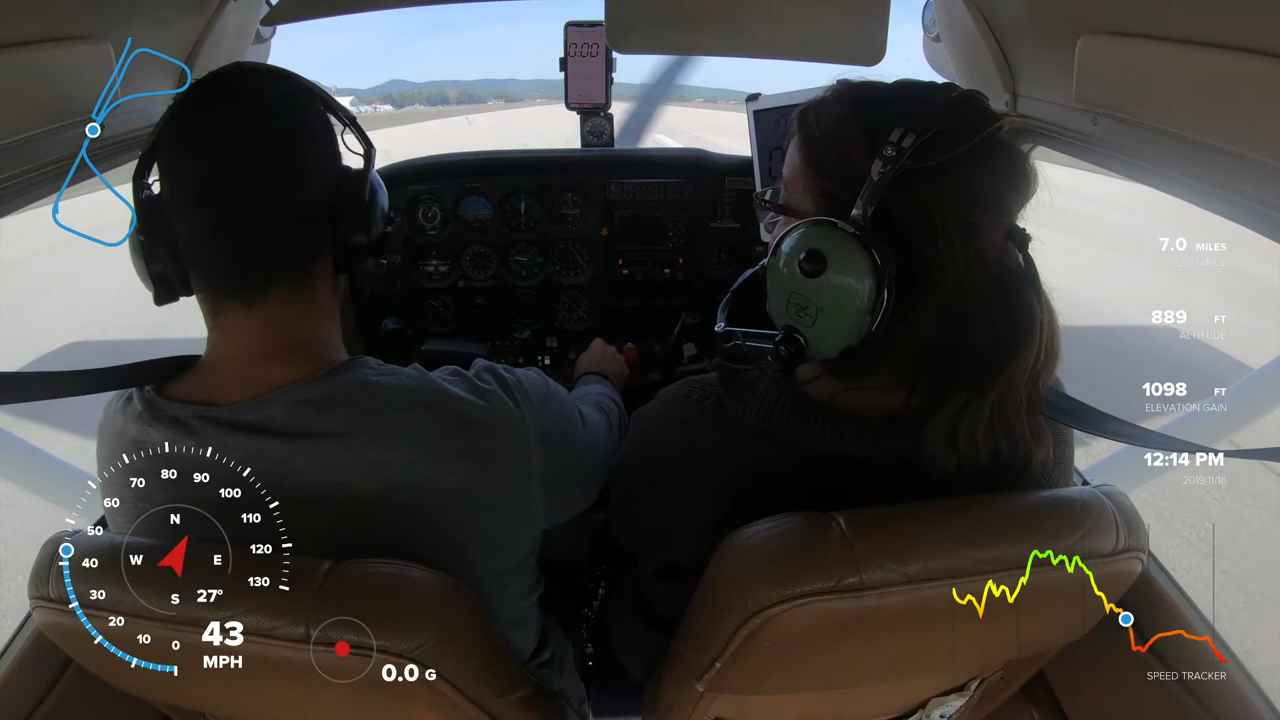 0.00
7.0 MILES
DISTANCE
889 FT
ALTITUDE
1098 FT
ELEVATION GAIN
12:14 PM
2019/11/16
80
70
90
60
100
50
110
N
40
W
E
120
130
30
S
27°
20
10
0
43
MPH
0.0 G
SPEED TRACKER